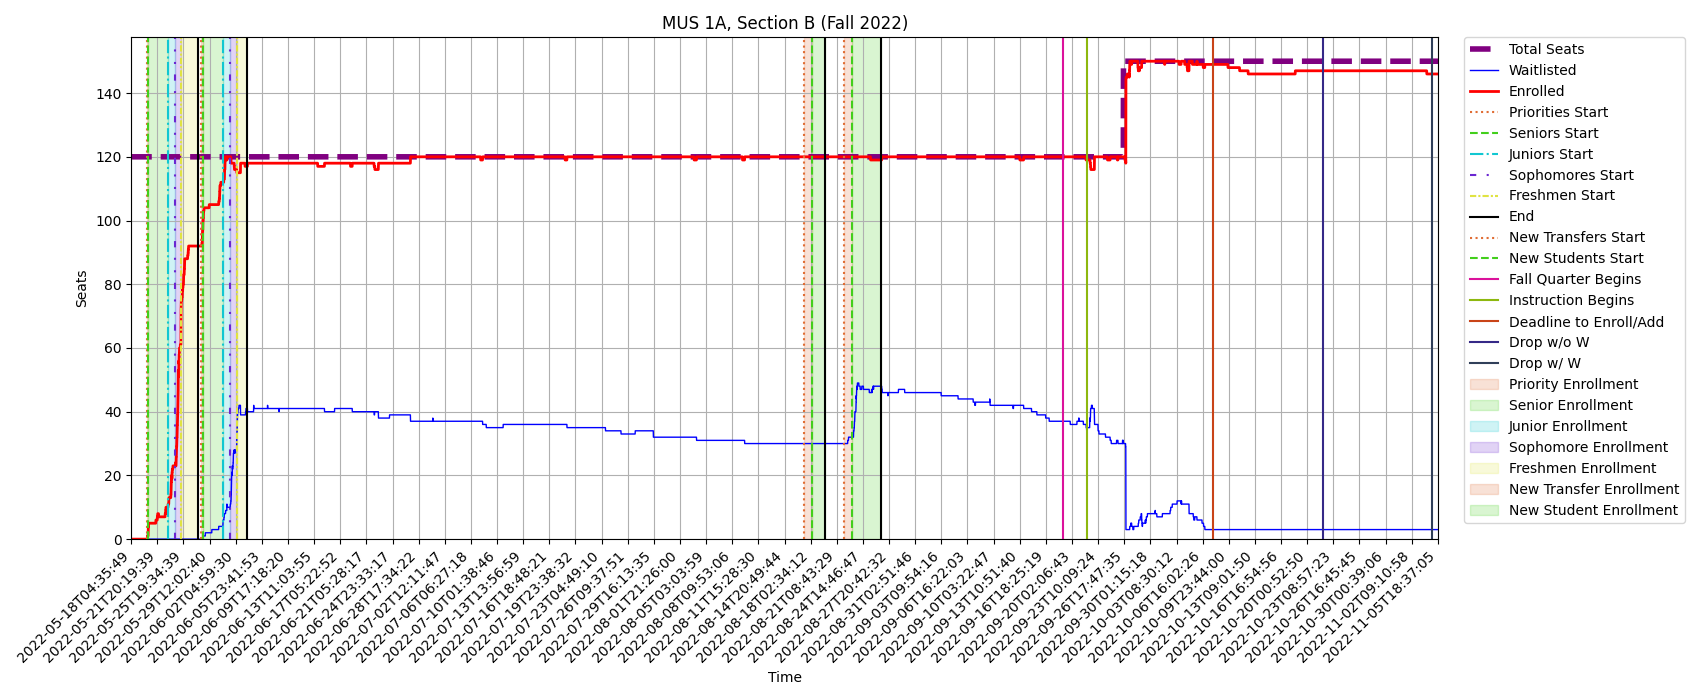 MUS 1A, Section B (Fall 2022)
Seats
140
120
100
80
60
40
20
0
2022-05-18T04:35:49
2022-05-21T20:19:39
2022-05-25T19:34:39
2022-05-29T12:02:40
2022-06-02T04:59:30
2022-06-05T23:41:53
2022-06-09T17:18:20
2022-06-13T11:03:55
2022-06-17T05:22:52
2022-06-21T05:28:17
2022-06-24T23:33:17
2022-06-28T17:34:22
2022-07-02T12:11:47
2022-07-06T06:27:18
2022-07-10T01:38:46
2022-07-13T13:56:59
2022-07-16T18:48:21
2022-07-19T23:38:32
2022-07-23T04:49:10
2022-07-26T09:37:51
2022-07-29T16:13:35
2022-08-01T21:26:00
2022-08-05T03:03:59
2022-08-08T09:53:06
2022-08-11T15:28:30
2022-08-14T20:49:44
2022-08-18T02:34:12
2022-08-21T08:43:29
2022-08-24T14:46:47
2022-08-27T20:42:32
2022-08-31T02:51:46
2022-09-03T09:54:16
2022-09-06T16:22:03
2022-09-10T03:22:47
2022-09-13T10:51:40
2022-09-16T18:25:19
2022-09-20T02:06:43
2022-09-23T10:09:24
2022-09-26T17:47:35
2022-09-30T01:15:18
2022-10-03T08:30:12
2022-10-06T16:02:26
2022-10-09T23:44:00
2022-10-13T09:01:50
2022-10-16T16:54:56
2022-10-20T00:52:50
2022-10-23T08:57:23
2022-10-26T16:45:45
2022-10-30T00:39:06
2022-11-02T09:10:58
2022-11-05T18:37:05
Time
Total Seats
Waitlisted
Enrolled
Priorities Start
Seniors Start
Juniors Start
Sophomores Start
Freshmen Start
End
New Transfers Start
New Students Start
Fall Quarter Begins
Instruction Begins
Deadline to Enroll/Add
Drop w/o W
Drop w/ W
Priority Enrollment
Senior Enrollment
Junior Enrollment
Sophomore Enrollment
Freshmen Enrollment
New Transfer Enrollment
New Student Enrollment